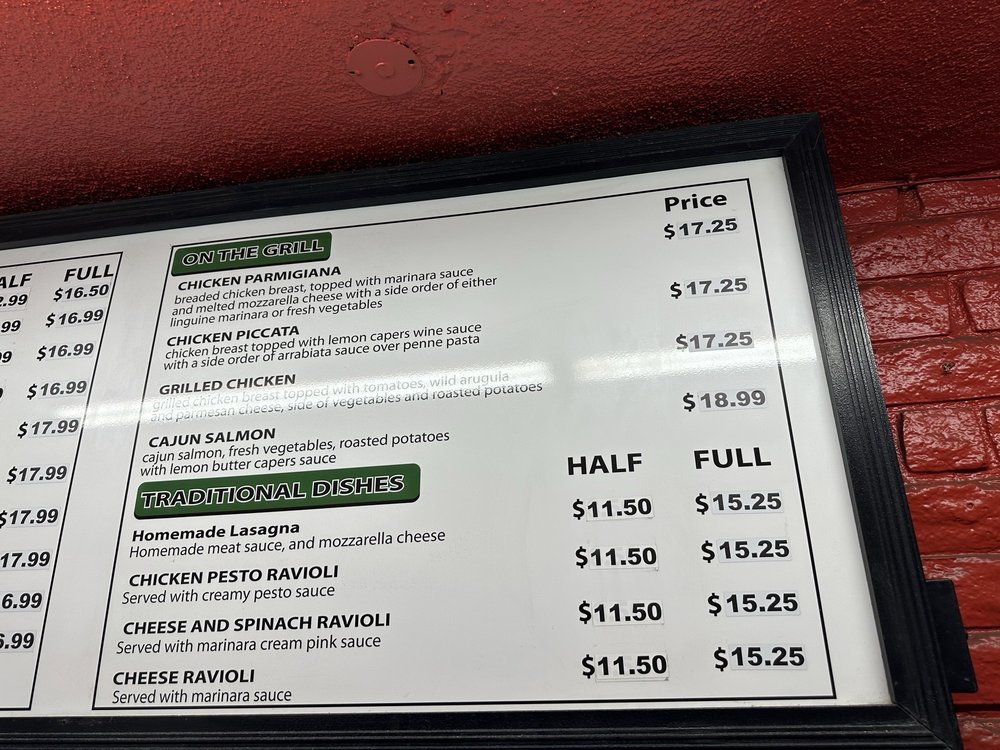 ALF FULL
2.99 $16.50
99 $16.99
99 $16.99
$16.99
$17.99
$17.99
$17.99
17.99
6.99
6.99
Price
ON THE GRILL $17.25
CHICKEN PARMIGIANA
breaded chicken breast, topped with marinara sauce
and melted mozzarella cheese with a side order of either
linguine marinara or fresh vegetables
CHICKEN PICCATA $17.25
chicken breast topped with lemon capers wine sauce
with a side order of arrabiata sauce over penne pasta
GRILLED CHICKEN $17.25
grilled chicken breast topped with tomatoes, wild arugula
and parmesan cheese, side of vegetables and roasted potatoes
CAJUN SALMON $18.99
cajun salmon, fresh vegetables, roasted potatoes
with lemon butter capers sauce
TRADITIONAL DISHES HALF FULL
Homemade Lasagna $11.50 $15.25
Homemade meat sauce, and mozzarella cheese
CHICKEN PESTO RAVIOLI $11.50 $15.25
Served with creamy pesto sauce
CHEESE AND SPINACH RAVIOLI $11.50 $15.25
Served with marinara cream pink sauce
CHEESE RAVIOLI $11.50 $15.25
Served with marinara sauce